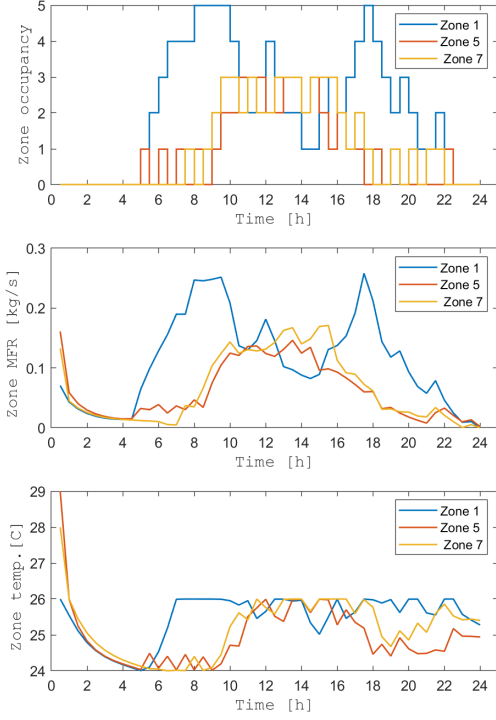 5
4
3
2
1
0
Zone occupancy
Zone 1
Zone 5
Zone 7
0 2 4 6 8 10 12 14 16 18 20 22 24
Time [h]
0.3
0.2
0.1
0
Zone MFR [kg/s]
Zone 1
Zone 5
Zone 7
0 2 4 6 8 10 12 14 16 18 20 22 24
Time [h]
29
28
27
26
25
24
Zone temp.[C]
Zone 1
Zone 5
Zone 7
0 2 4 6 8 10 12 14 16 18 20 22 24
Time [h]